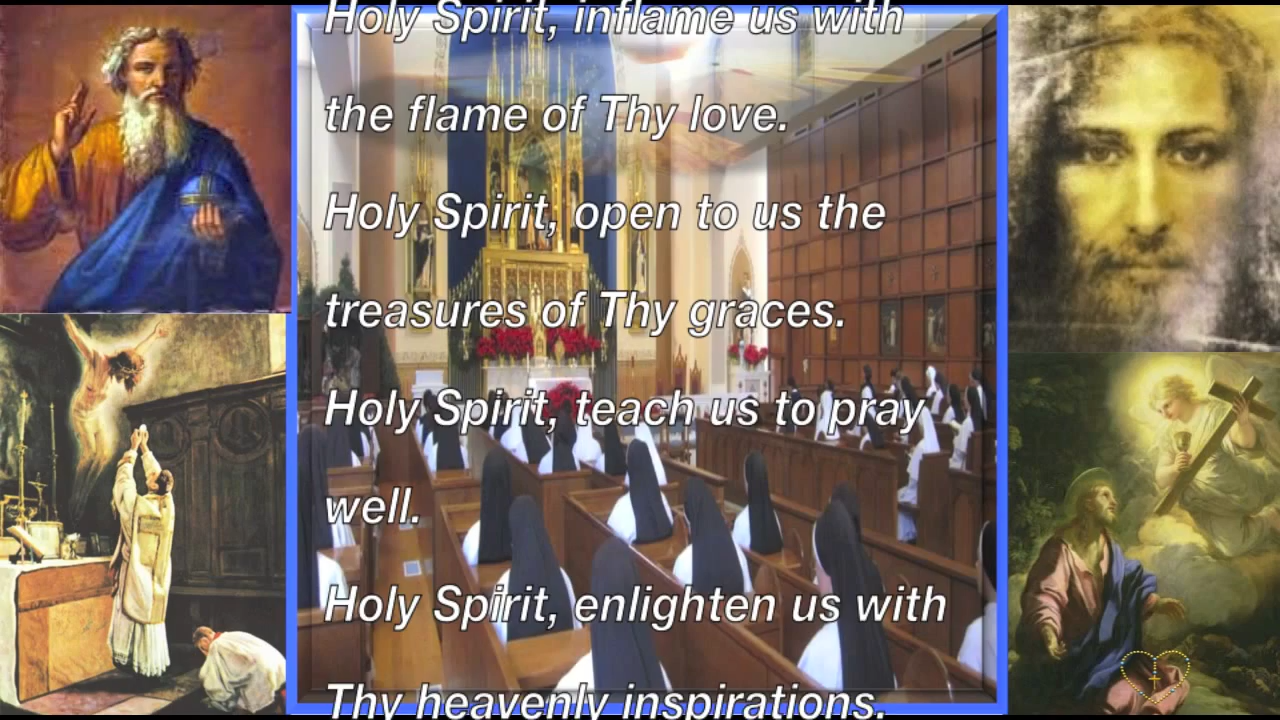 Holy Spirit, inflame us with
the flame of Thy love.
Holy Spirit, open to us the
treasures of Thy graces.
Holy Spirit, teach us to pray
well.
Holy Spirit, enlighten us with
Thy heavenly inspirations.